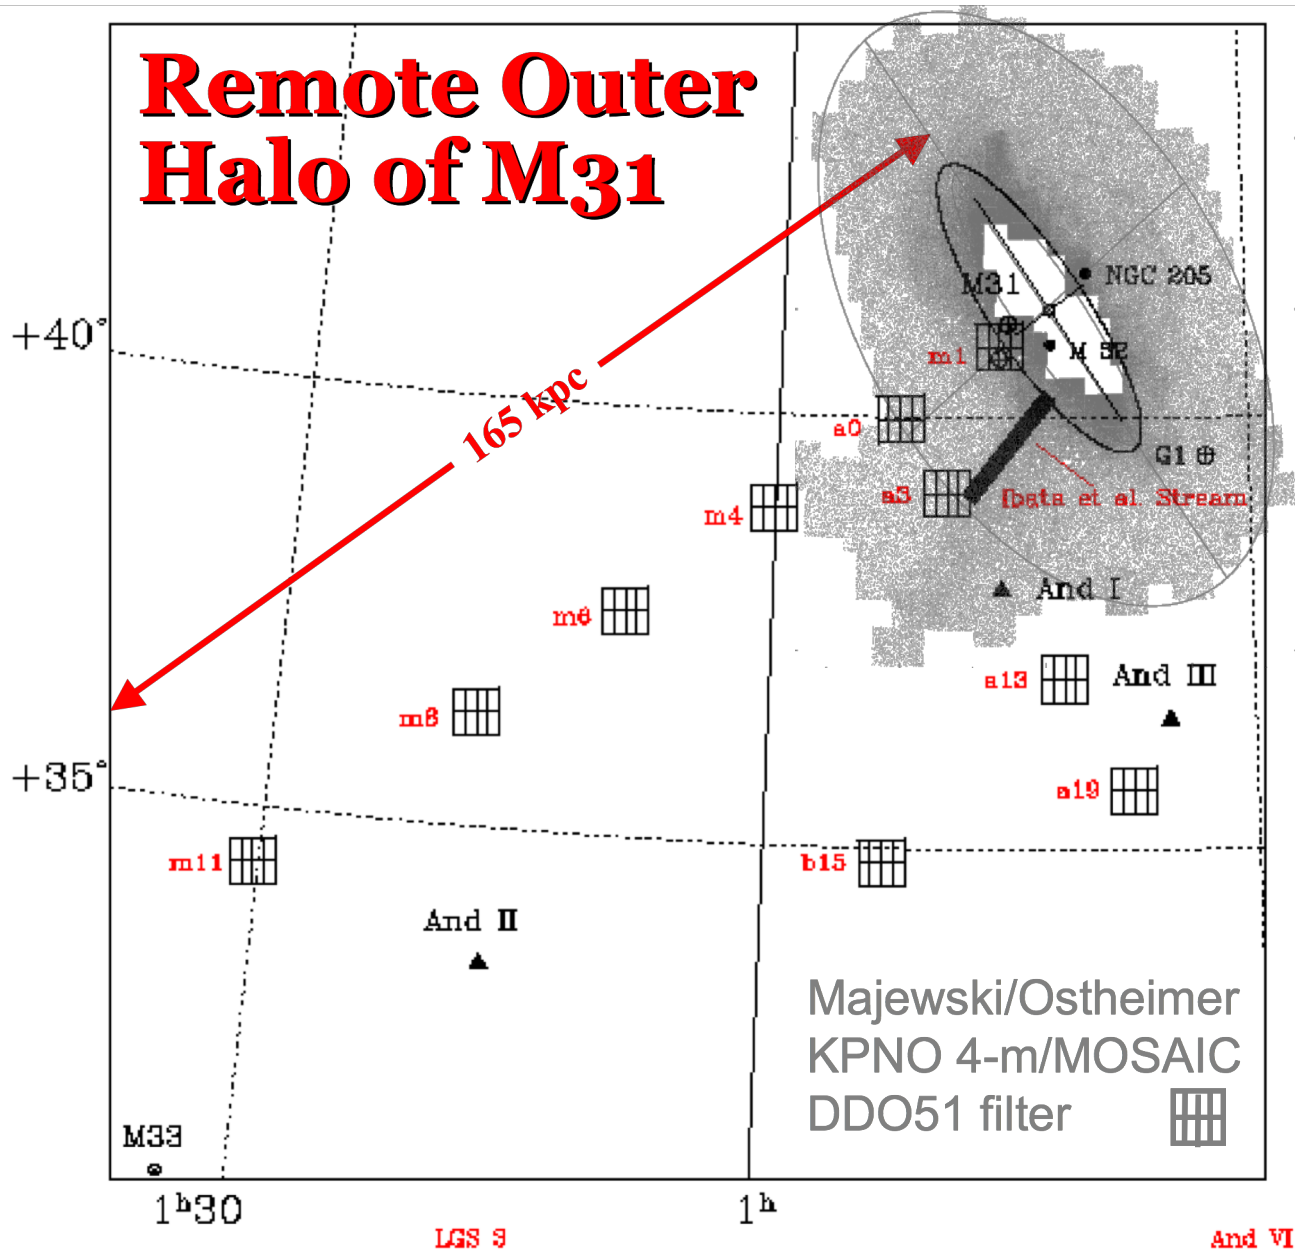 Remote Outer
Halo of M31
NGC 205
M31
+40°
m1
M 32
165 kpc
a0
G1
a3
Ibata et al. Stream
m4
And I
m6
a13
And III
m8
+35°
a19
m11
b15
And II
Majewski/Ostheimer
KPNO 4-m/MOSAIC
DDO51 filter
M33
1ʰ30
1ʰ
LGS 3
And VI